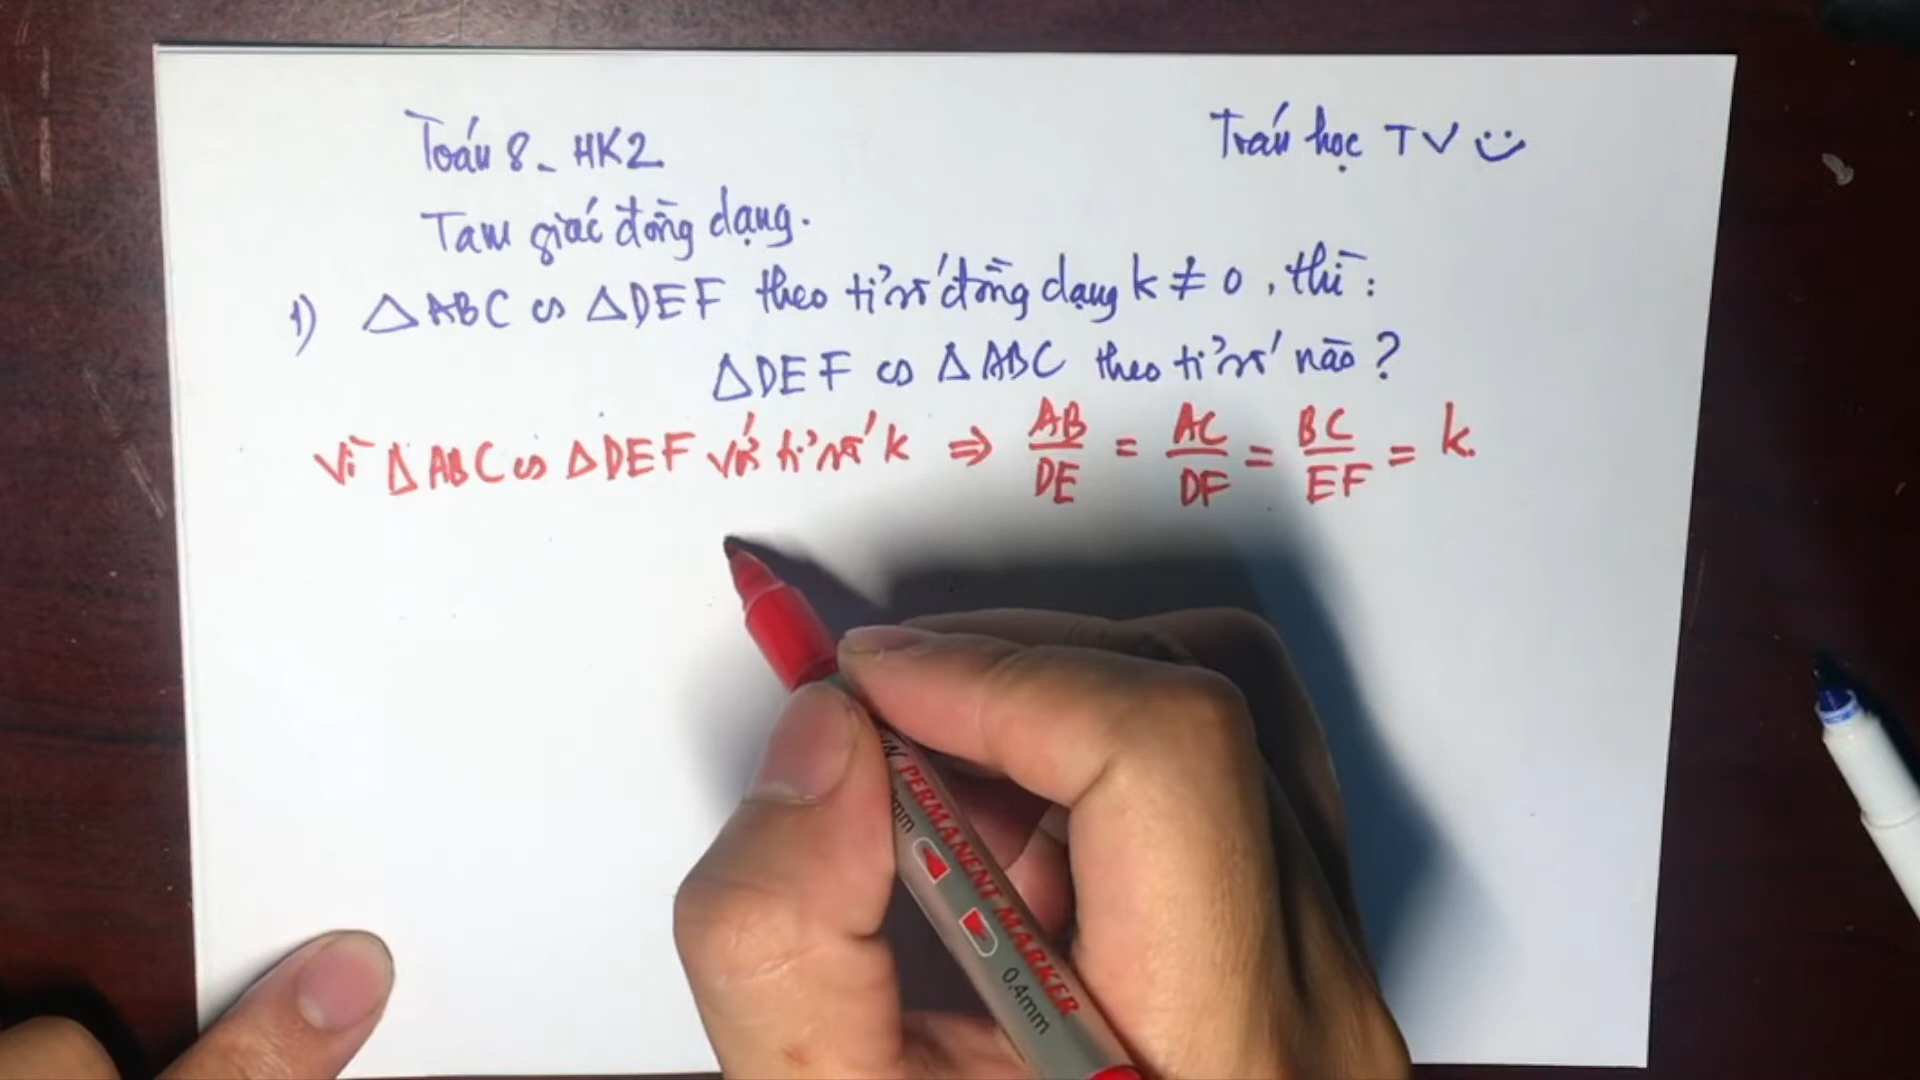 Toán 8 - HK2
Toán học TV
Tam giác đồng dạng.
1) △ABC ∽ △DEF theo tỉ số đồng dạng k ≠ 0, thì:
△DEF ∽ △ABC theo tỉ số nào?
Vì △ABC ∽ △DEF với tỉ số k ⇒ AB/DE = AC/DF = BC/EF = k.
PERMANENT MARKER
0.4mm